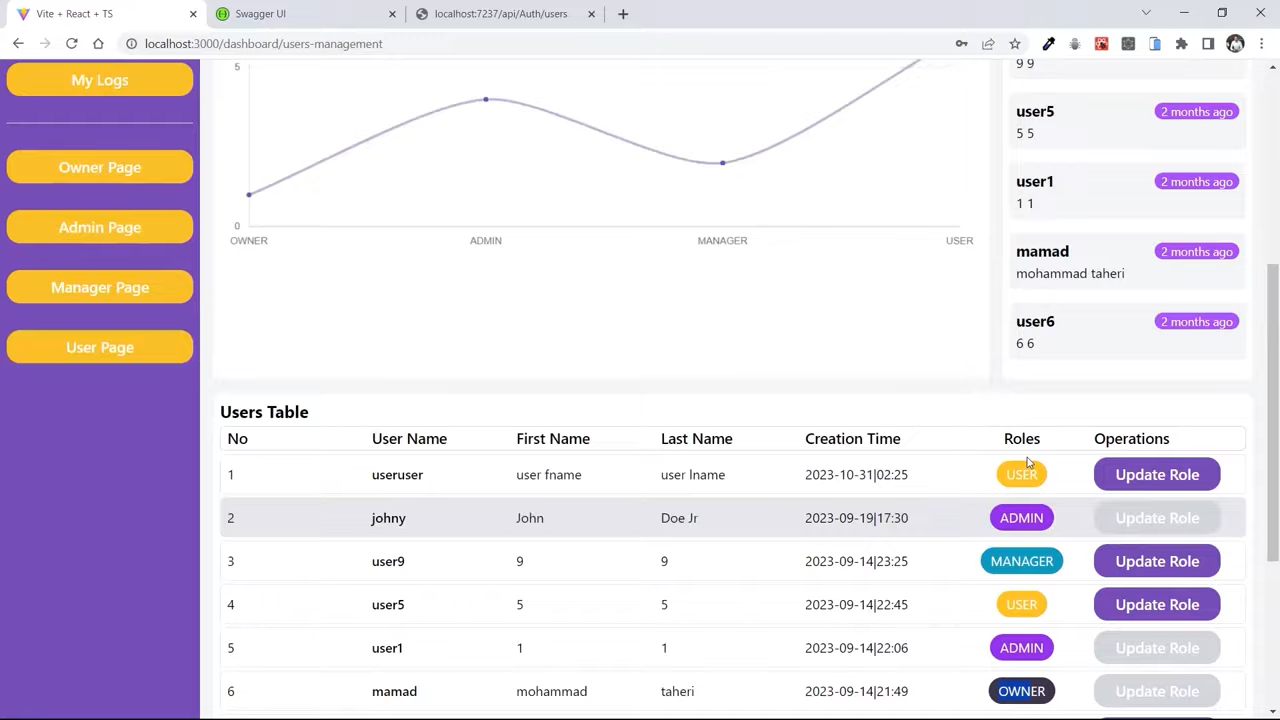 Vite + React + TS
Swagger UI
localhost:7237/api/Auth/users
localhost:3000/dashboard/users-management
My Logs
Owner Page
Admin Page
Manager Page
User Page
5
0
OWNER ADMIN MANAGER USER
9 9
user5 2 months ago
5 5
user1 2 months ago
1 1
mamad 2 months ago
mohammad taheri
user6 2 months ago
6 6
Users Table
No User Name First Name Last Name Creation Time Roles Operations
1 useruser user fname user lname 2023-10-31|02:25 USER Update Role
2 johny John Doe Jr 2023-09-19|17:30 ADMIN Update Role
3 user9 9 9 2023-09-14|23:25 MANAGER Update Role
4 user5 5 5 2023-09-14|22:45 USER Update Role
5 user1 1 1 2023-09-14|22:06 ADMIN Update Role
6 mamad mohammad taheri 2023-09-14|21:49 OWNER Update Role